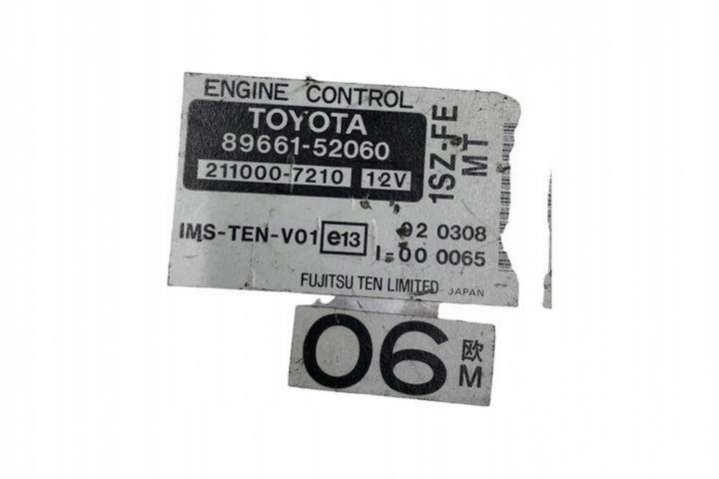 ENGINE CONTROL
TOYOTA
89661-52060
211000-7210 12V
1SZ-FE
MT
IMS-TEN-V01 e13 02 0308
I-00 0065
FUJITSU TEN LIMITED JAPAN
06 欧
M